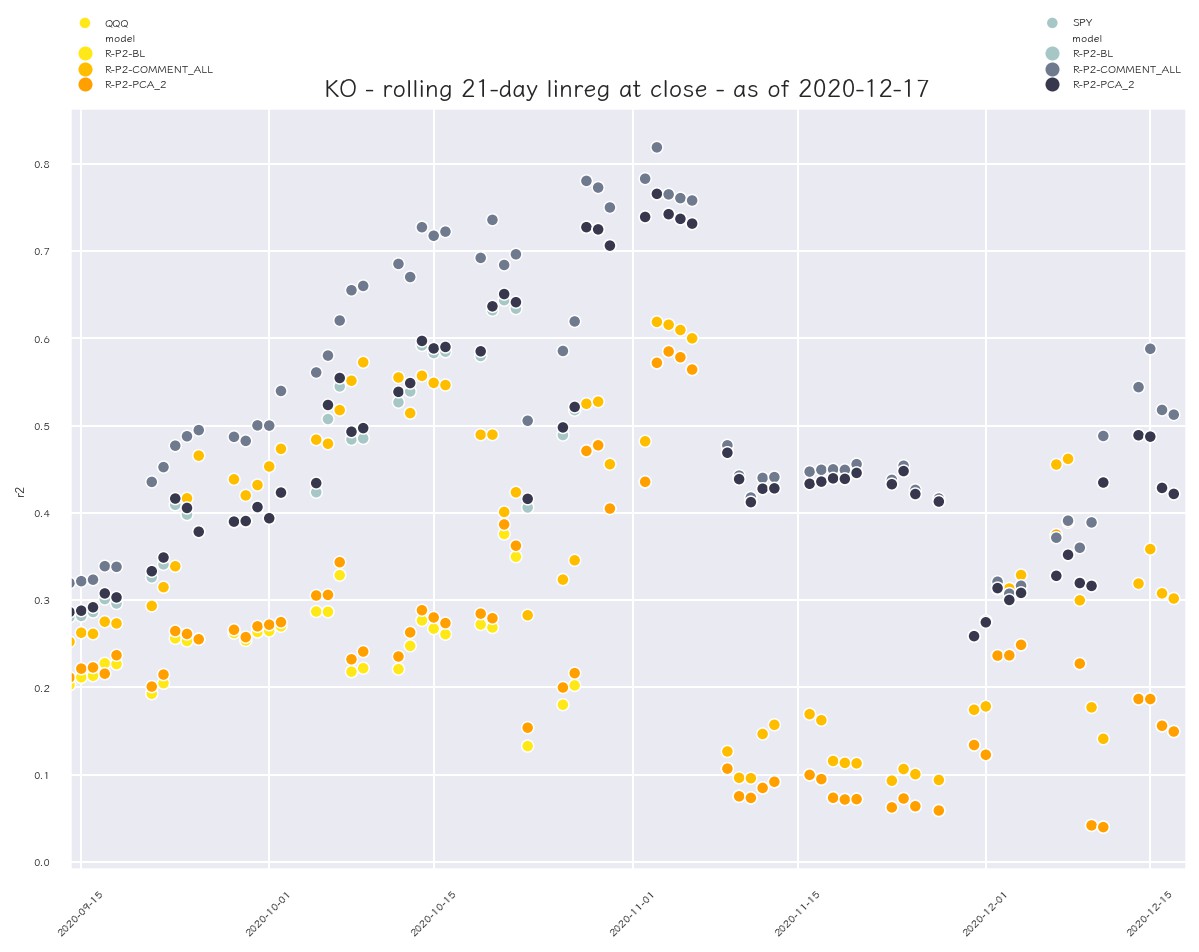 QQQ
model
R-P2-BL
R-P2-COMMENT_ALL
R-P2-PCA_2
SPY
model
R-P2-BL
R-P2-COMMENT_ALL
R-P2-PCA_2
KO - rolling 21-day linreg at close - as of 2020-12-17
0.8
0.7
0.6
0.5
0.4
0.3
0.2
0.1
0.0
r2
2020-09-15
2020-10-01
2020-10-15
2020-11-01
2020-11-15
2020-12-01
2020-12-15